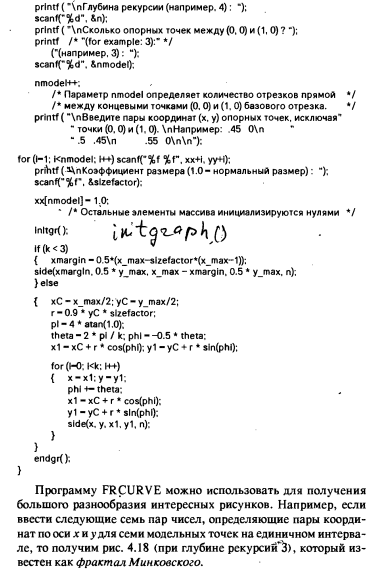 printf ( "\nГлубина рекурсии (например, 4) : ");
scanf("%d", &n);
printf ( "\nСколько опорных точек между (0, 0) и (1, 0) ? ");
printf /* "(for example: 3):" */
("(например, 3) : ");
scanf("%d", &nmodel);
nmodel++;
/* Параметр nmodel определяет количество отрезков прямой */
/* между концевыми точками (0, 0) и (1, 0) базового отрезка. */
printf ( "\nВведите пары координат (x, y) опорных точек, исключая"
" точки (0, 0) и (1, 0). \nНапример: .45 0\n "
" .5 .45\n .55 0\n\n");
for (i=1; i<nmodel; i++) scanf("%f %f", xx+i, yy+i);
printf ( "\nКоэффициент размера (1.0 = нормальный размер) : ");
scanf("%f", &sizefactor);
xx[nmodel] = 1.0;
/* Остальные элементы массива инициализируются нулями */
initgr( ); initgraph()
if (k < 3)
{ xmargin = 0.5*(x_max-sizefactor*(x_max-1));
side(xmargin, 0.5 * y_max, x_max - xmargin, 0.5 * y_max, n);
} else
{ xC = x_max/2; yC = y_max/2;
r = 0.9 * yC * sizefactor;
pi = 4 * atan(1.0);
theta = 2 * pi / k; phi = -0.5 * theta;
x1 = xC + r * cos(phi); y1 = yC + r * sin(phi);
for (i=0; i<k; i++)
{ x = x1; y = y1;
phi += theta;
x1 = xC + r * cos(phi);
y1 = yC + r * sin(phi);
side(x, y, x1, y1, n);
}
}
endgr( );
}
Программу FRCURVE можно использовать для получения
большого разнообразия интересных рисунков. Например, если
ввести следующие семь пар чисел, определяющие пары коорди-
нат по оси x и y для семи модельных точек на единичном интерва-
ле, то получим рис. 4.18 (при глубине рекурсий 3), который из-
вестен как фрактал Минковского.